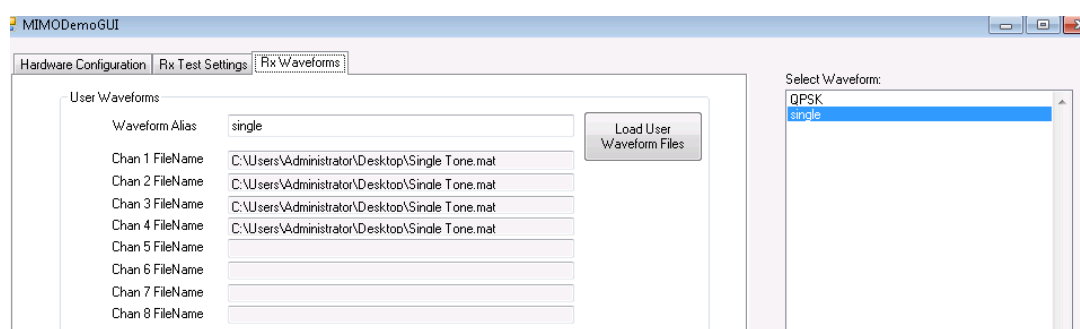 MIMODemoGUI
Hardware Configuration Rx Test Settings Rx Waveforms
User Waveforms
Waveform Alias single
Load User
Waveform Files
Chan 1 FileName C:\Users\Administrator\Desktop\Single Tone.mat
Chan 2 FileName C:\Users\Administrator\Desktop\Single Tone.mat
Chan 3 FileName C:\Users\Administrator\Desktop\Single Tone.mat
Chan 4 FileName C:\Users\Administrator\Desktop\Single Tone.mat
Chan 5 FileName
Chan 6 FileName
Chan 7 FileName
Chan 8 FileName
Select Waveform:
QPSK
single